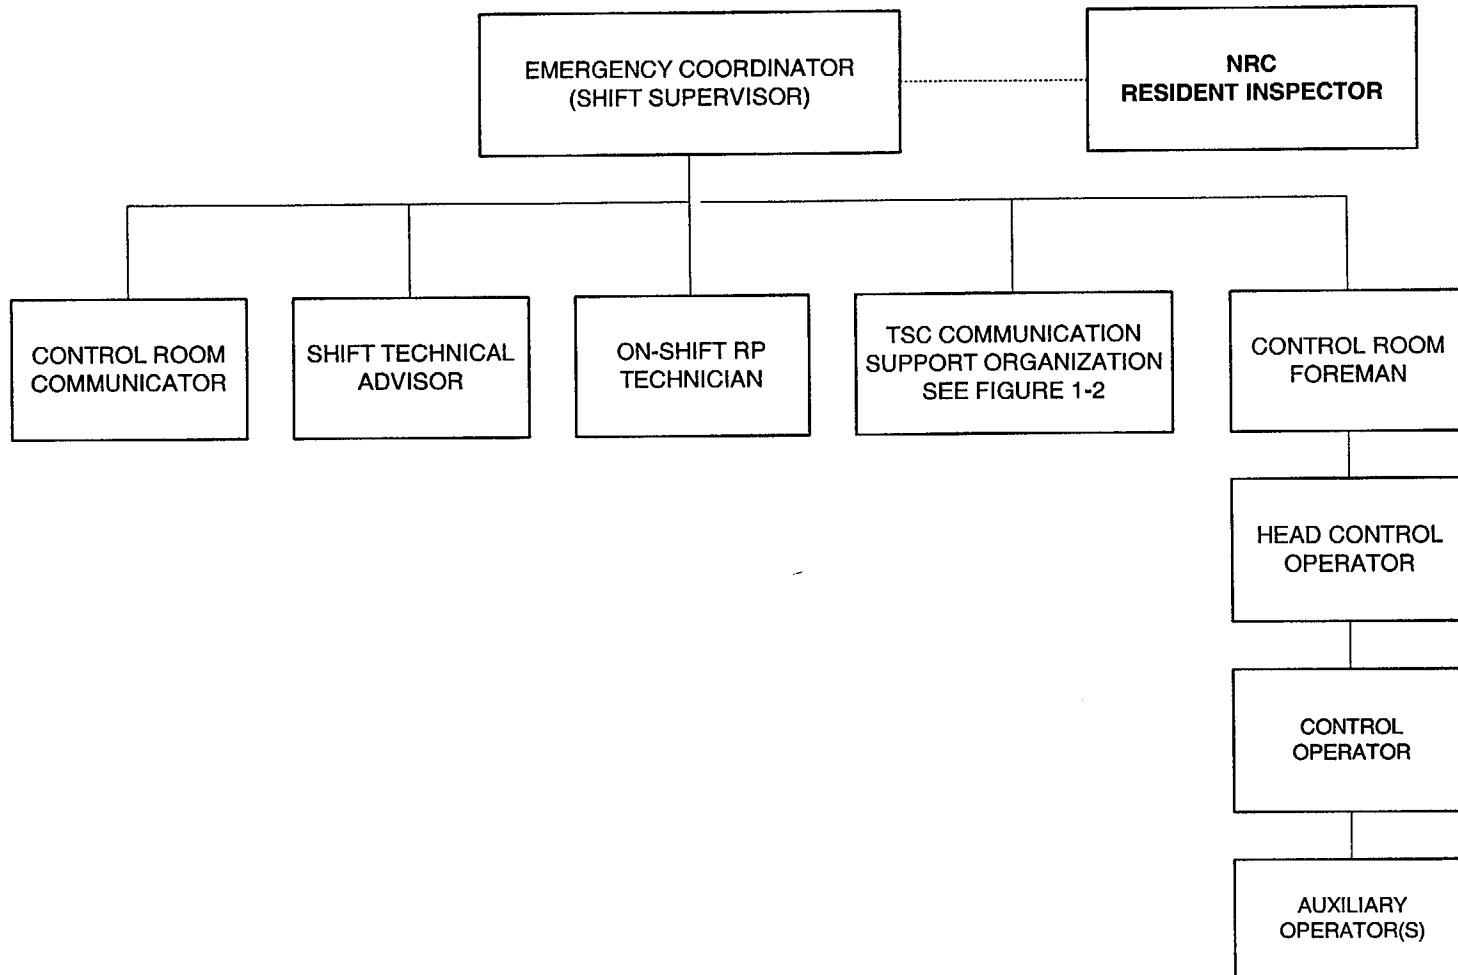 EMERGENCY COORDINATOR
(SHIFT SUPERVISOR)
NRC
RESIDENT INSPECTOR
CONTROL ROOM
COMMUNICATOR
SHIFT TECHNICAL
ADVISOR
ON-SHIFT RP
TECHNICIAN
TSC COMMUNICATION
SUPPORT ORGANIZATION
SEE FIGURE 1-2
CONTROL ROOM
FOREMAN
HEAD CONTROL
OPERATOR
CONTROL
OPERATOR
AUXILIARY
OPERATOR(S)